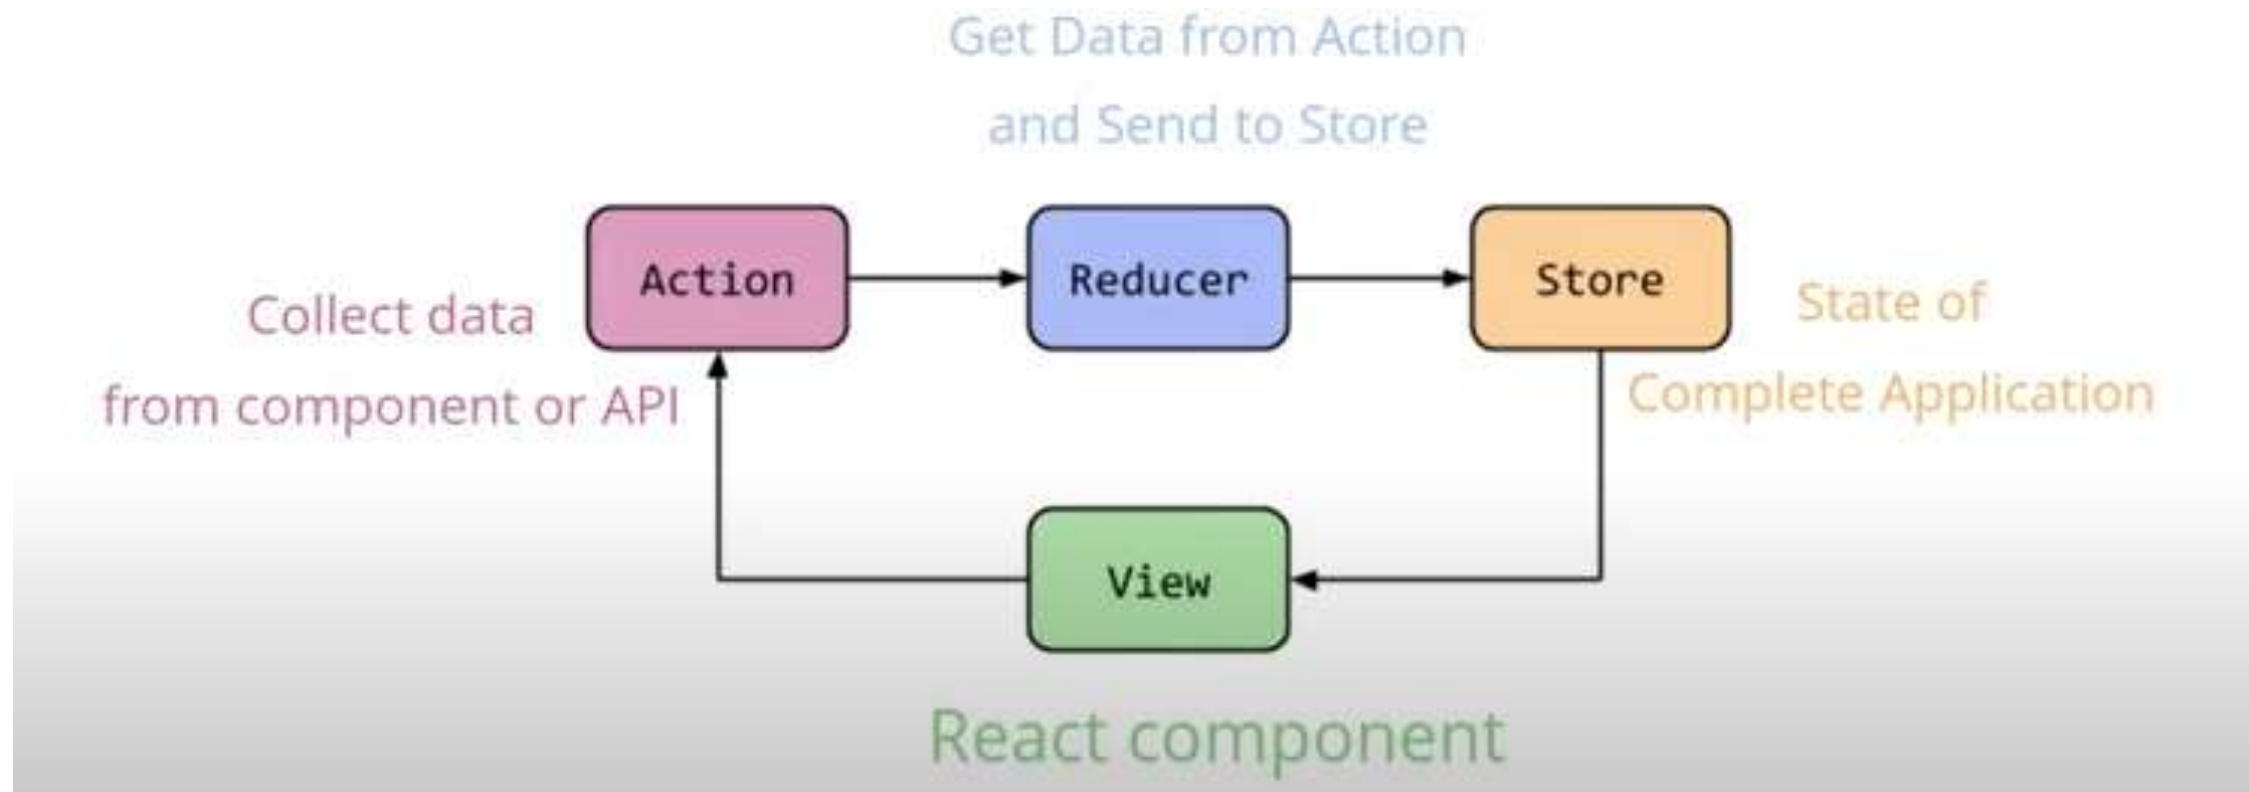 Get Data from Action
and Send to Store
Action
Reducer
Store
Collect data
from component or API
State of
Complete Application
View
React component